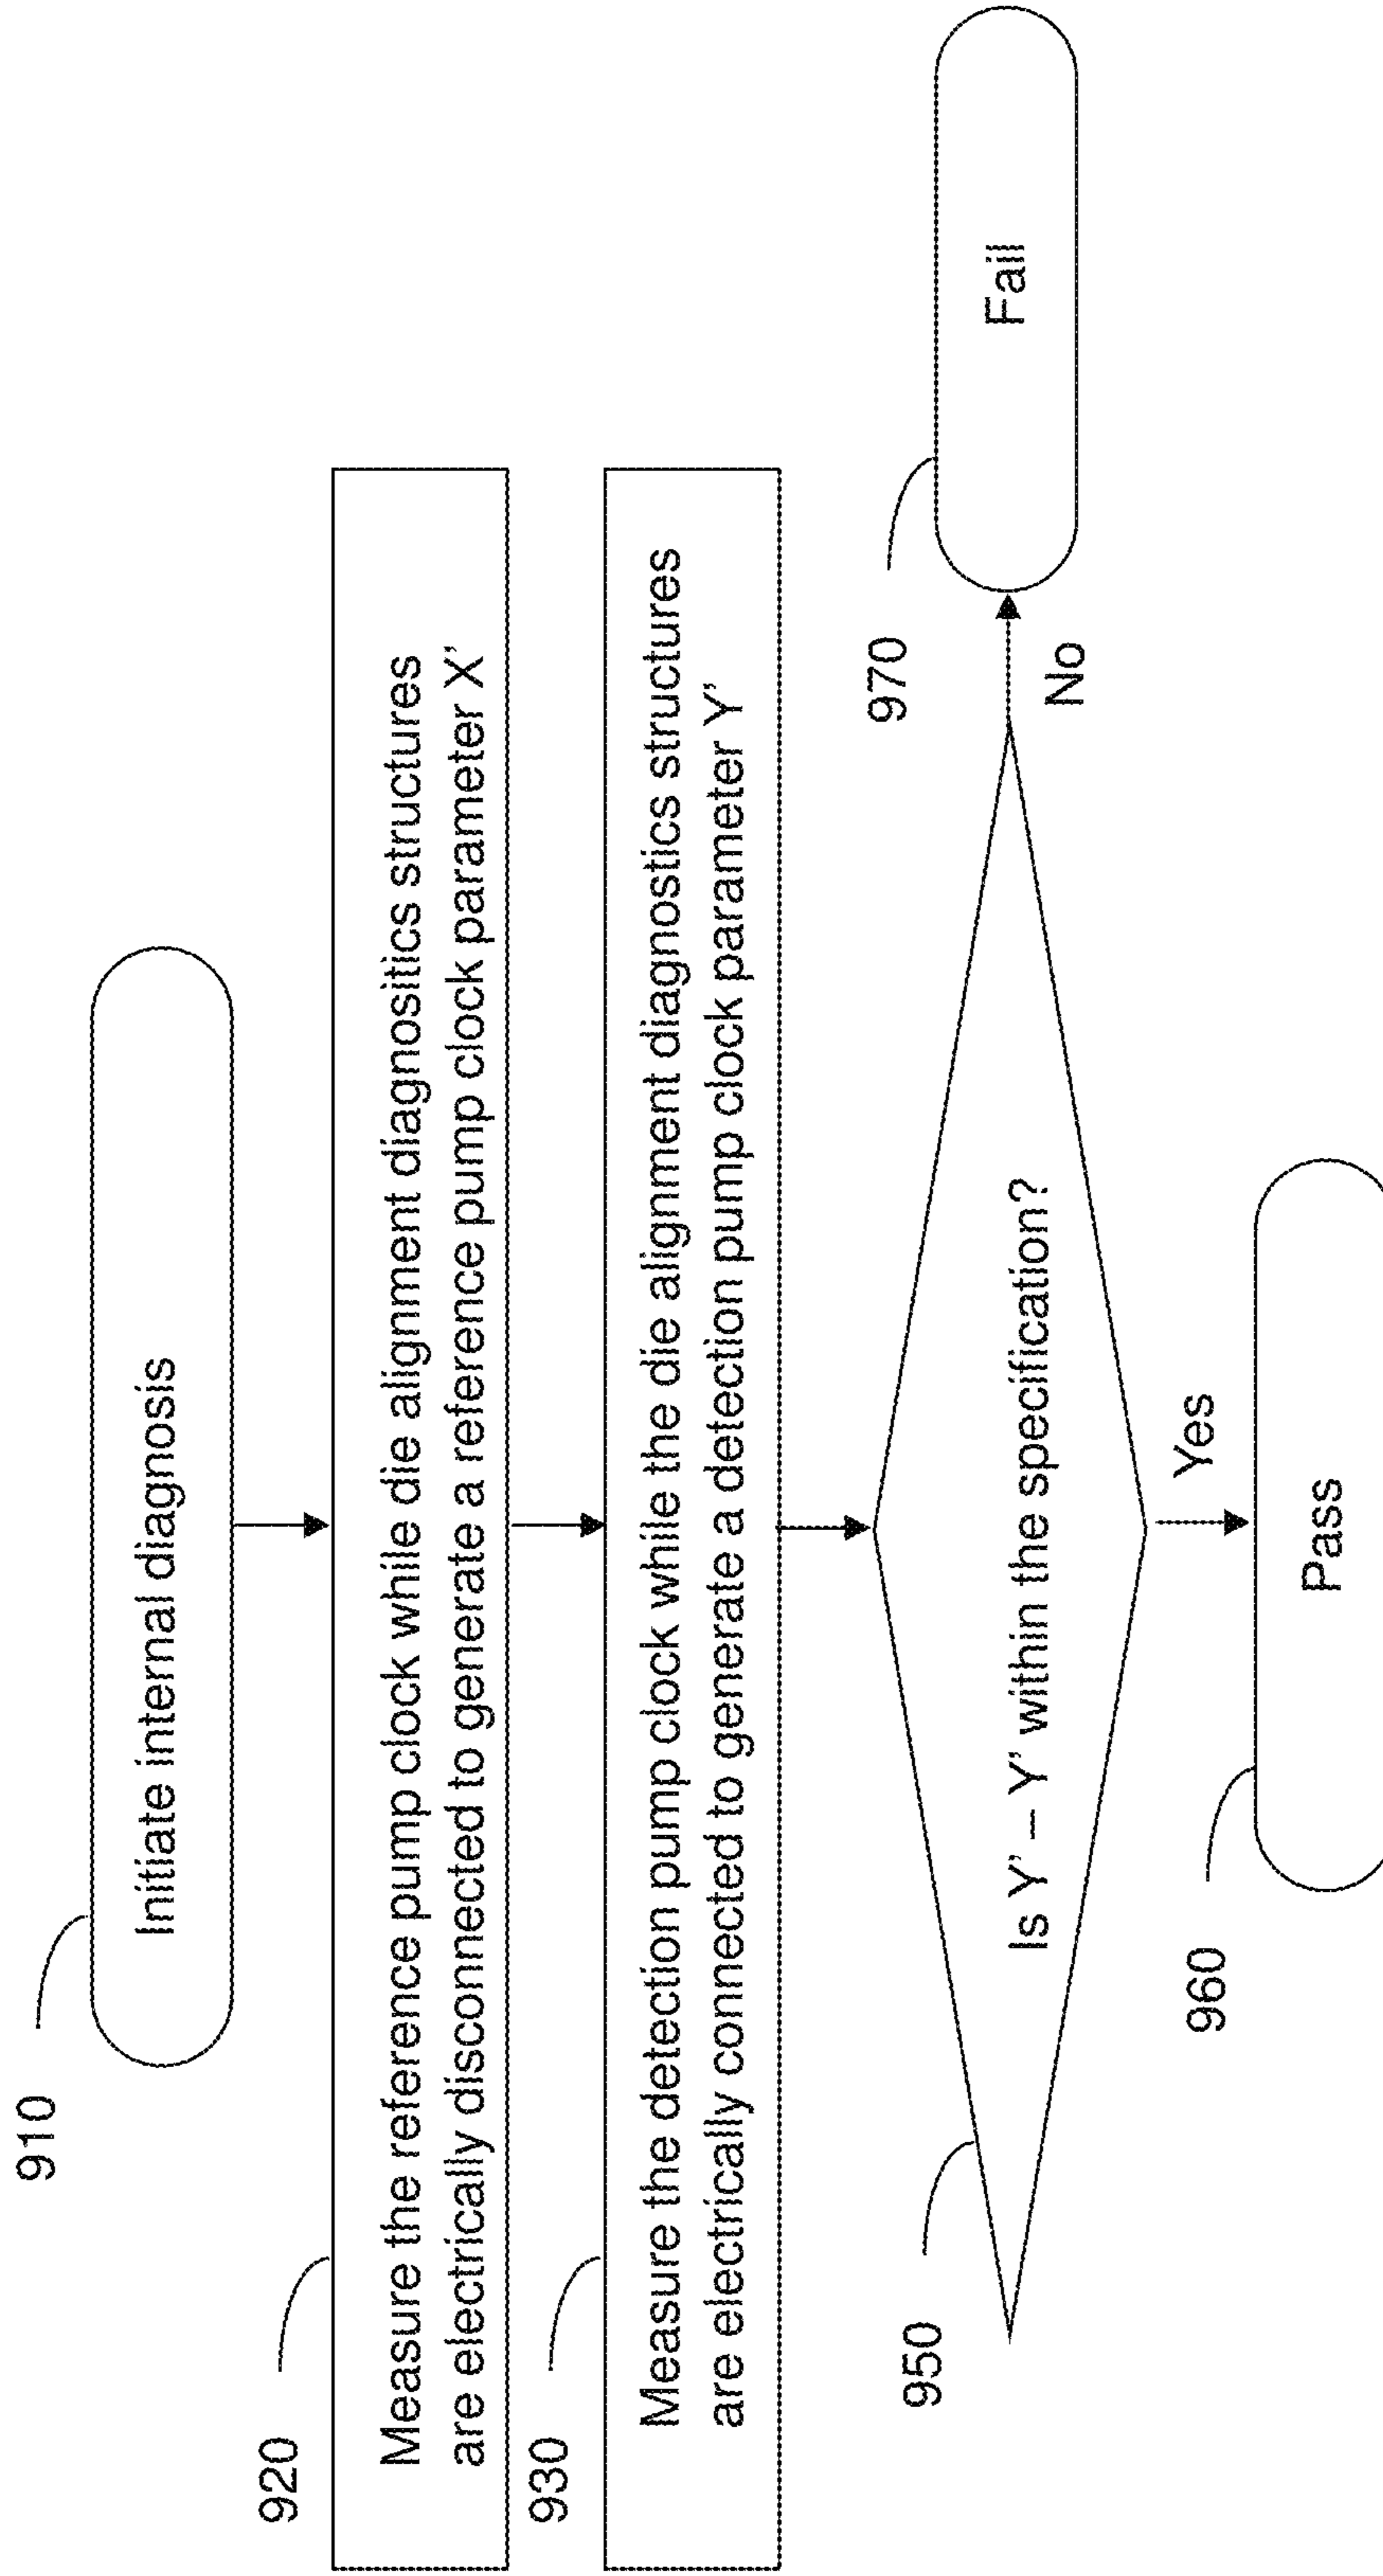 910
Initiate internal diagnosis
920
Measure the reference pump clock while die alignment diagnositics structures
are electrically disconnected to generate a reference pump clock parameter X’
930
Measure the detection pump clock while the die alignment diagnostics structures
are electrically connected to generate a detection pump clock parameter Y’
950
Is Y’ – Y’ within the specification?
970
No
Fail
Yes
960
Pass